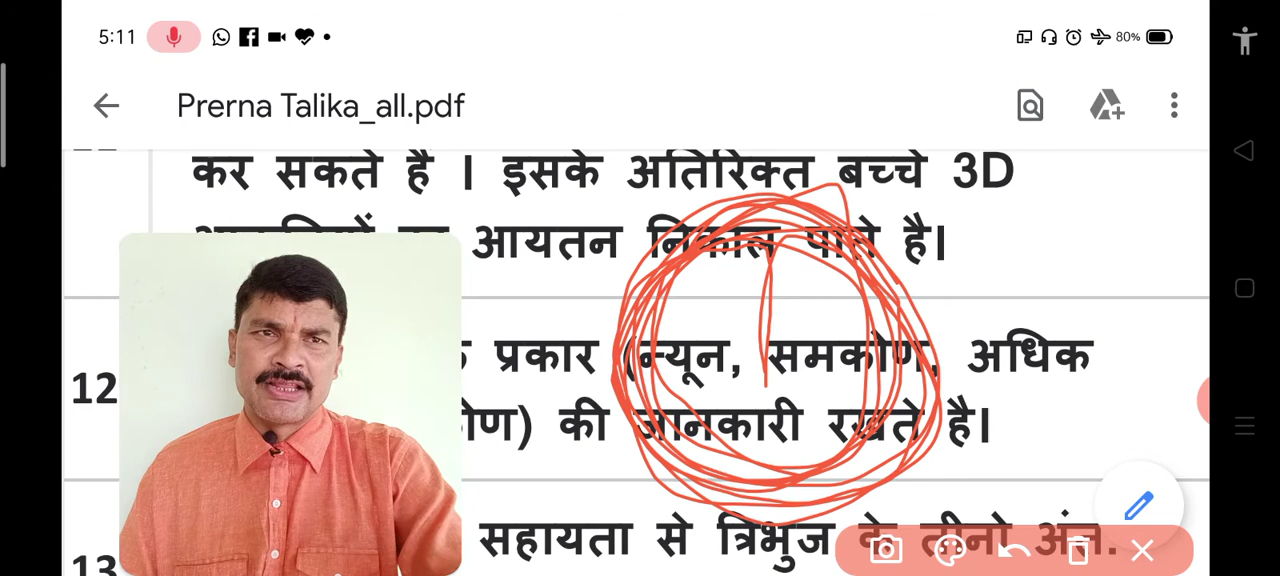 5:11
80%
Prerna Talika_all.pdf
कर सकते है । इसके अतिरिक्त बच्चे 3D
आयतन निकाल पाते है।
प्रकार (न्यून, समकोण, अधिक
12
की जानकारी रखते है।
सहायता से त्रिभुज के तीनो
13